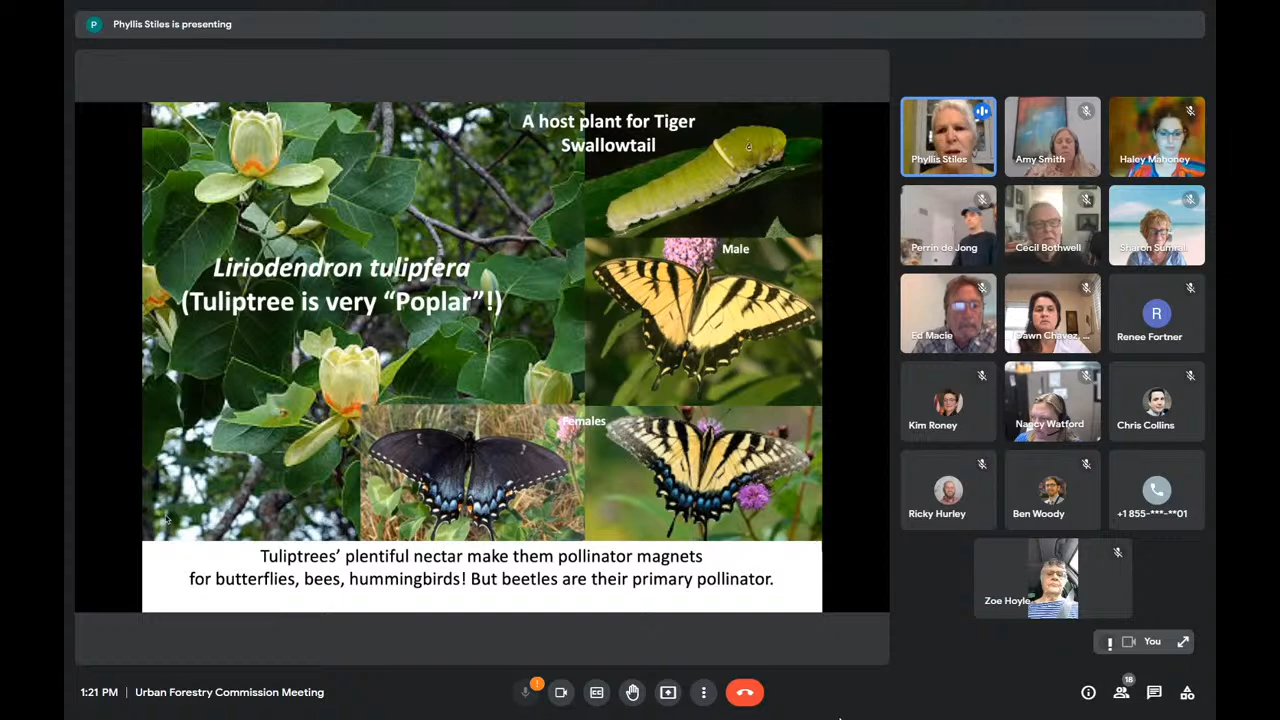 P
Phyllis Stiles is presenting
A host plant for Tiger
Swallowtail
Liriodendron tulipfera
(Tuliptree is very “Poplar”!)
Male
Females
Tuliptrees’ plentiful nectar make them pollinator magnets
for butterflies, bees, hummingbirds! But beetles are their primary pollinator.
Phyllis Stiles
Amy Smith
Haley Mahoney
Perrin de Jong
Cecil Bothwell
Sharon Sumrall
Ed Macie
Dawn Chavez, ...
R
Renee Fortner
Kim Roney
Nancy Watford
Chris Collins
Ricky Hurley
Ben Woody
+1 855-***-**01
Zoe Hoyle
You
1:21 PM | Urban Forestry Commission Meeting
18